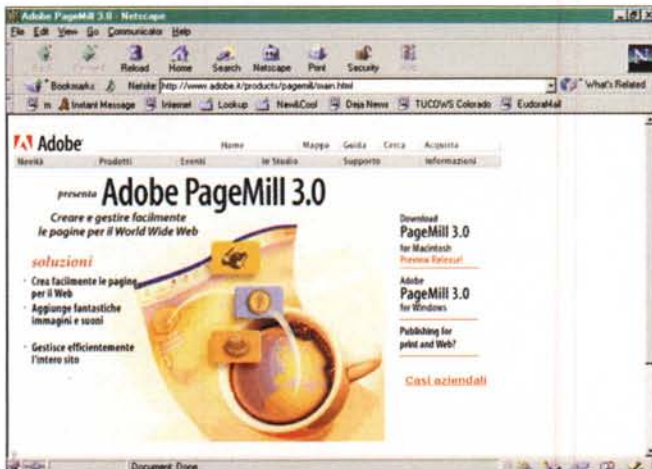 Adobe PageMill 3.0 - Netscape
File Edit View Go Communicator Help
Reload Home Search Netscape Print Security
Bookmarks Netsite: http://www.adobe.it/products/pagemill/main.html What's Related
m Instant Message Internet Lookup New&Cool Deja News TUCOWS Colorado EudoraMail
Adobe
Home Mappa Guida Cerca Acquista
Novità Prodotti Eventi In Studio Supporto Informazioni
presenta Adobe PageMill 3.0
Creare e gestire facilmente
le pagine per il World Wide Web
soluzioni
· Crea facilmente le pagine
per il Web
· Aggiunge fantastiche
immagini e suoni
· Gestisce efficientemente
l'intero sito
Download
PageMill 3.0
for Macintosh
Preview Release!
Adobe
PageMill 3.0
for Windows
Publishing for
print and Web?
Casi aziendali
Document: Done